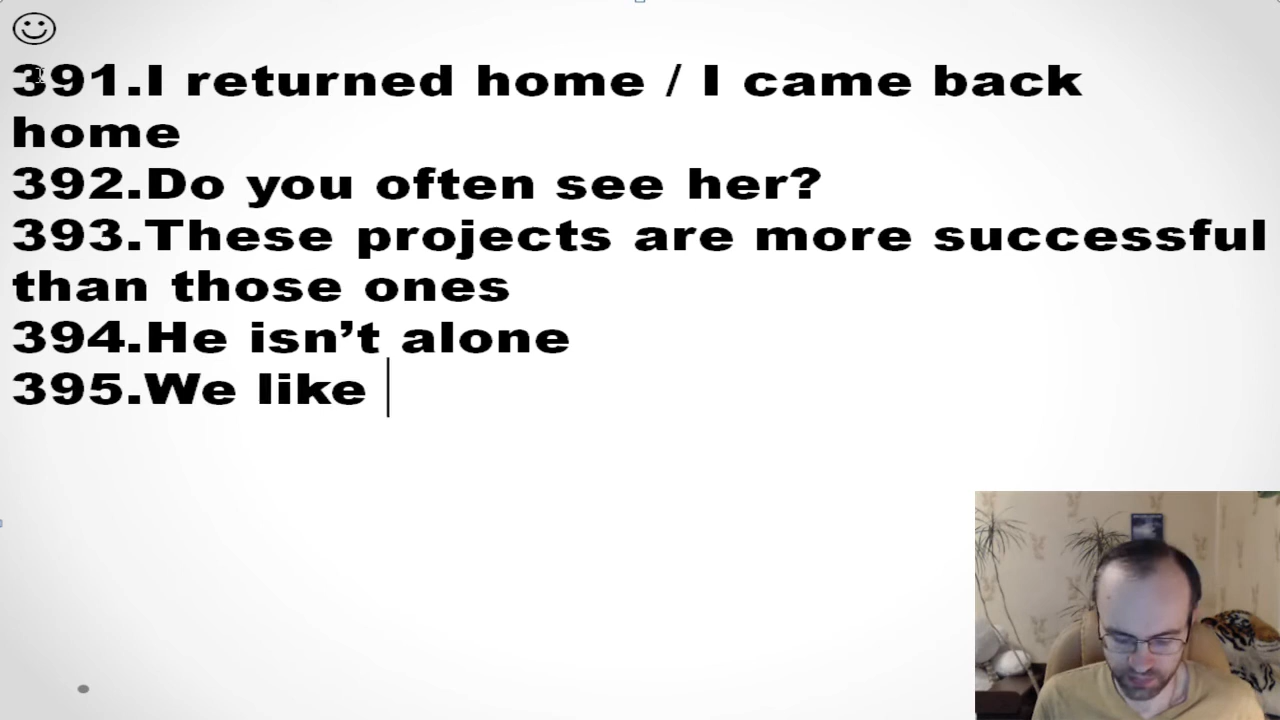 391.I returned home / I came back
home
392.Do you often see her?
393.These projects are more successful
than those ones
394.He isn’t alone
395.We like